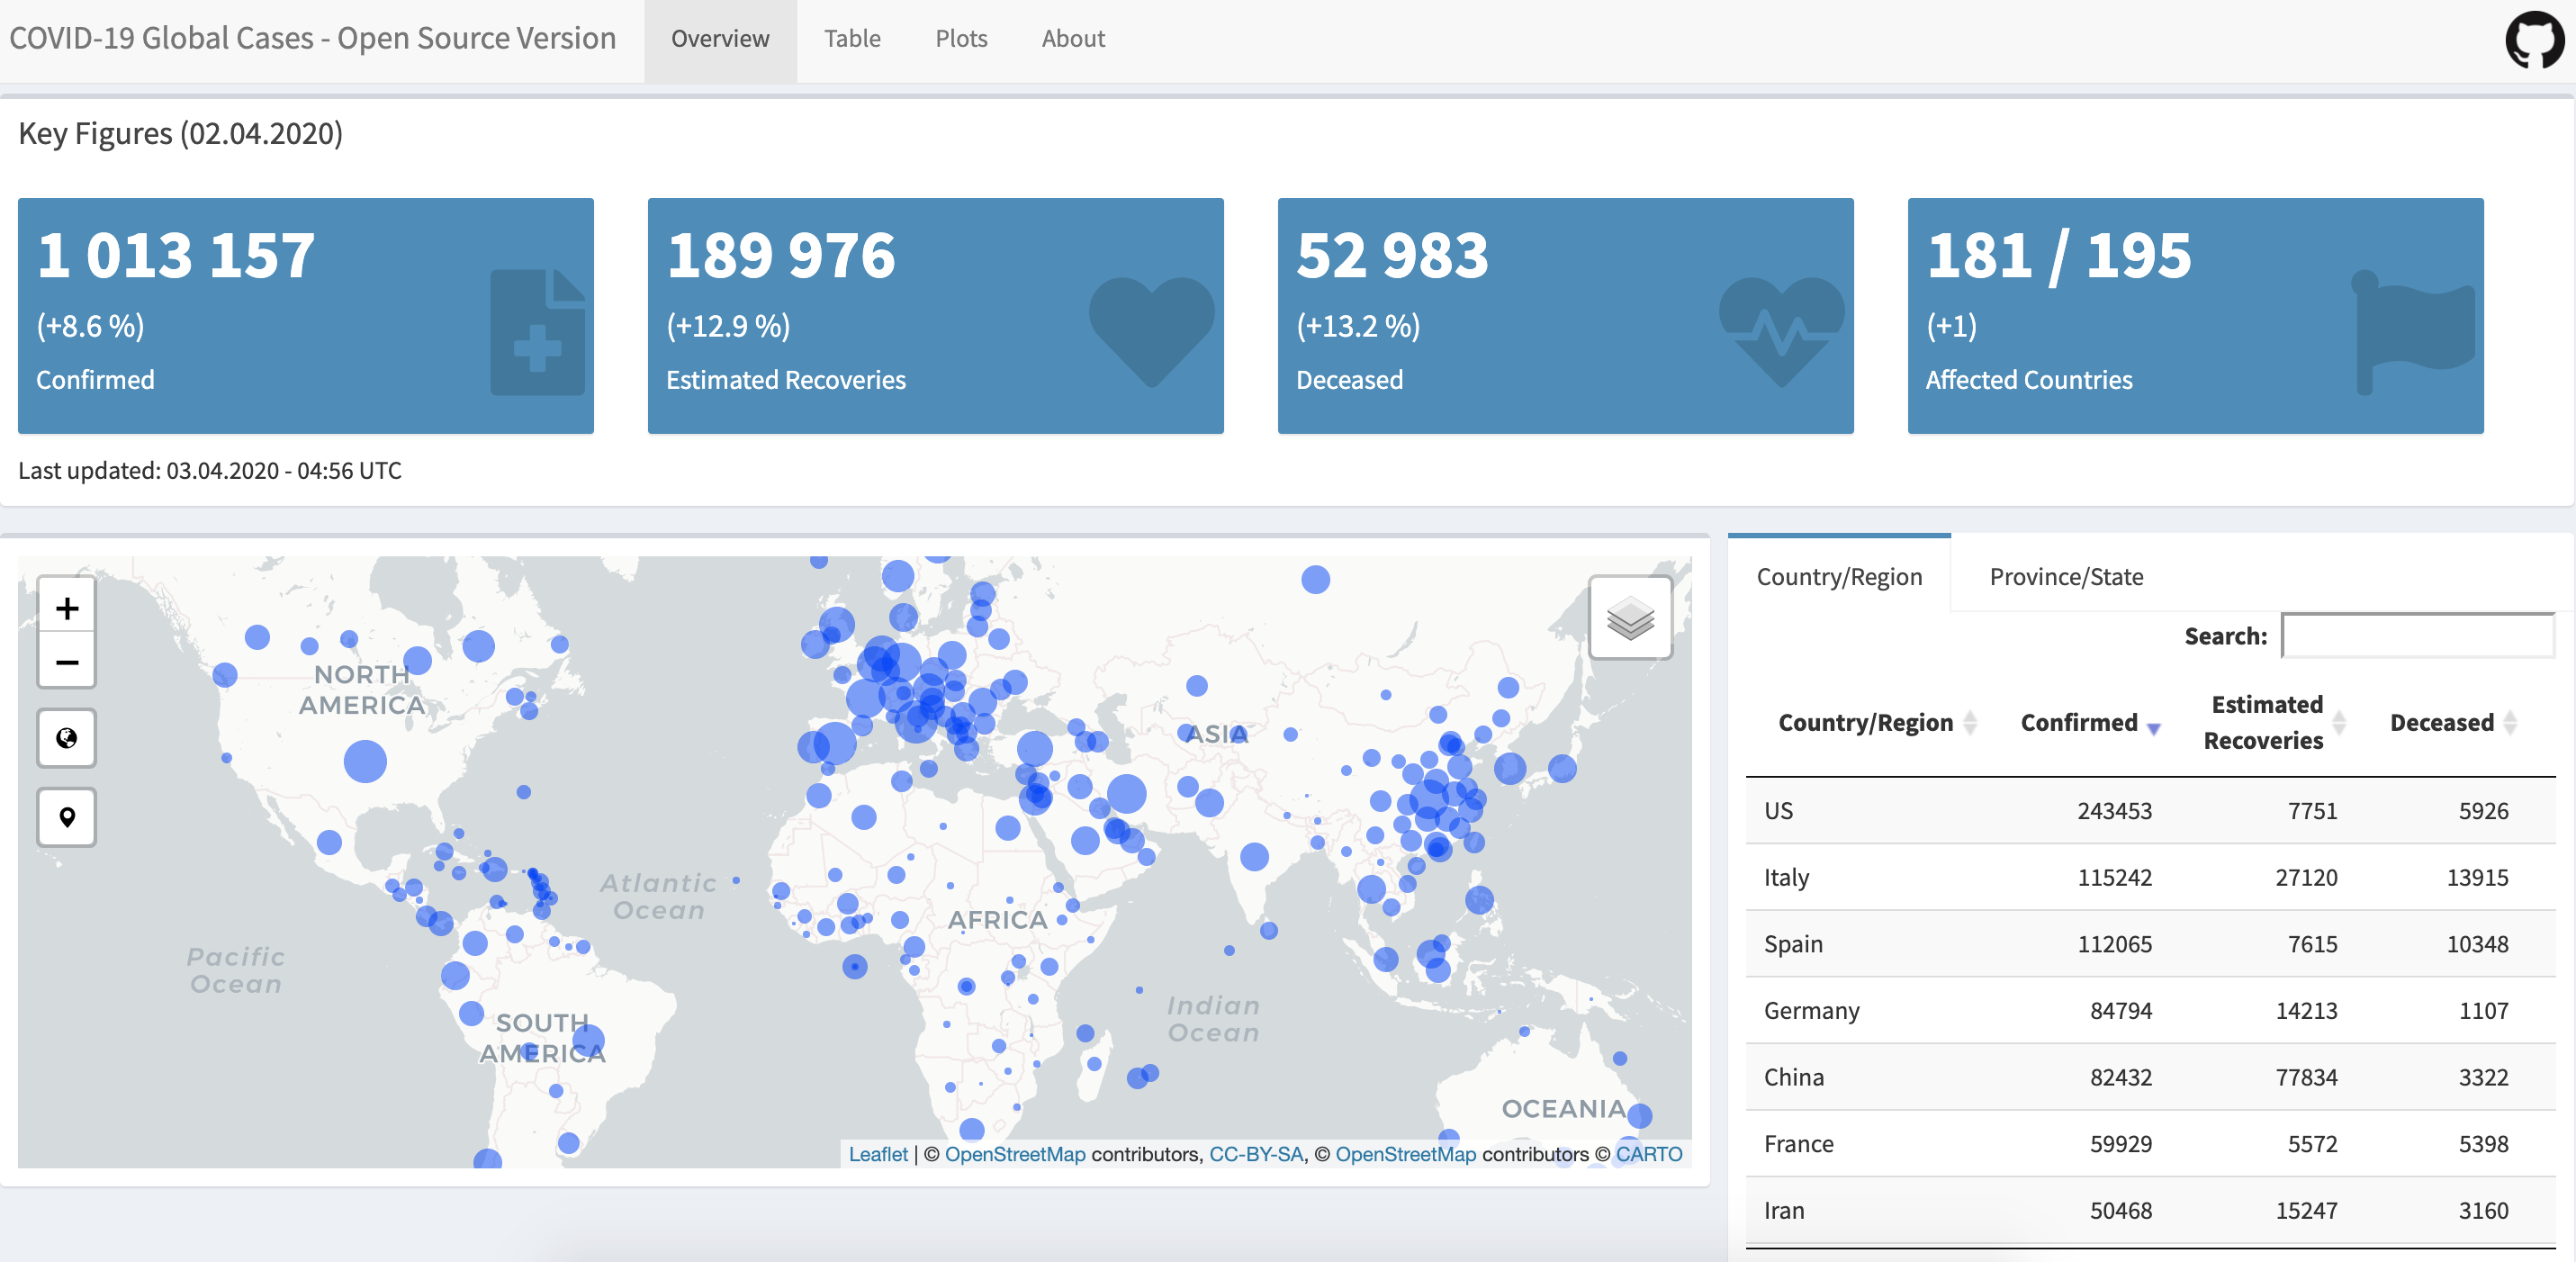 COVID-19 Global Cases - Open Source Version
Overview
Table
Plots
About
Key Figures (02.04.2020)
1 013 157
(+8.6 %)
Confirmed
189 976
(+12.9 %)
Estimated Recoveries
52 983
(+13.2 %)
Deceased
181 / 195
(+1)
Affected Countries
Last updated: 03.04.2020 - 04:56 UTC
+
−
NORTH
AMERICA
ASIA
Atlantic
Ocean
AFRICA
Pacific
Ocean
Indian
Ocean
SOUTH
AMERICA
OCEANIA
Leaflet | © OpenStreetMap contributors, CC-BY-SA, © OpenStreetMap contributors © CARTO
Country/Region
Province/State
Search:
Country/Region Confirmed Estimated Recoveries Deceased
US 243453 7751 5926
Italy 115242 27120 13915
Spain 112065 7615 10348
Germany 84794 14213 1107
China 82432 77834 3322
France 59929 5572 5398
Iran 50468 15247 3160